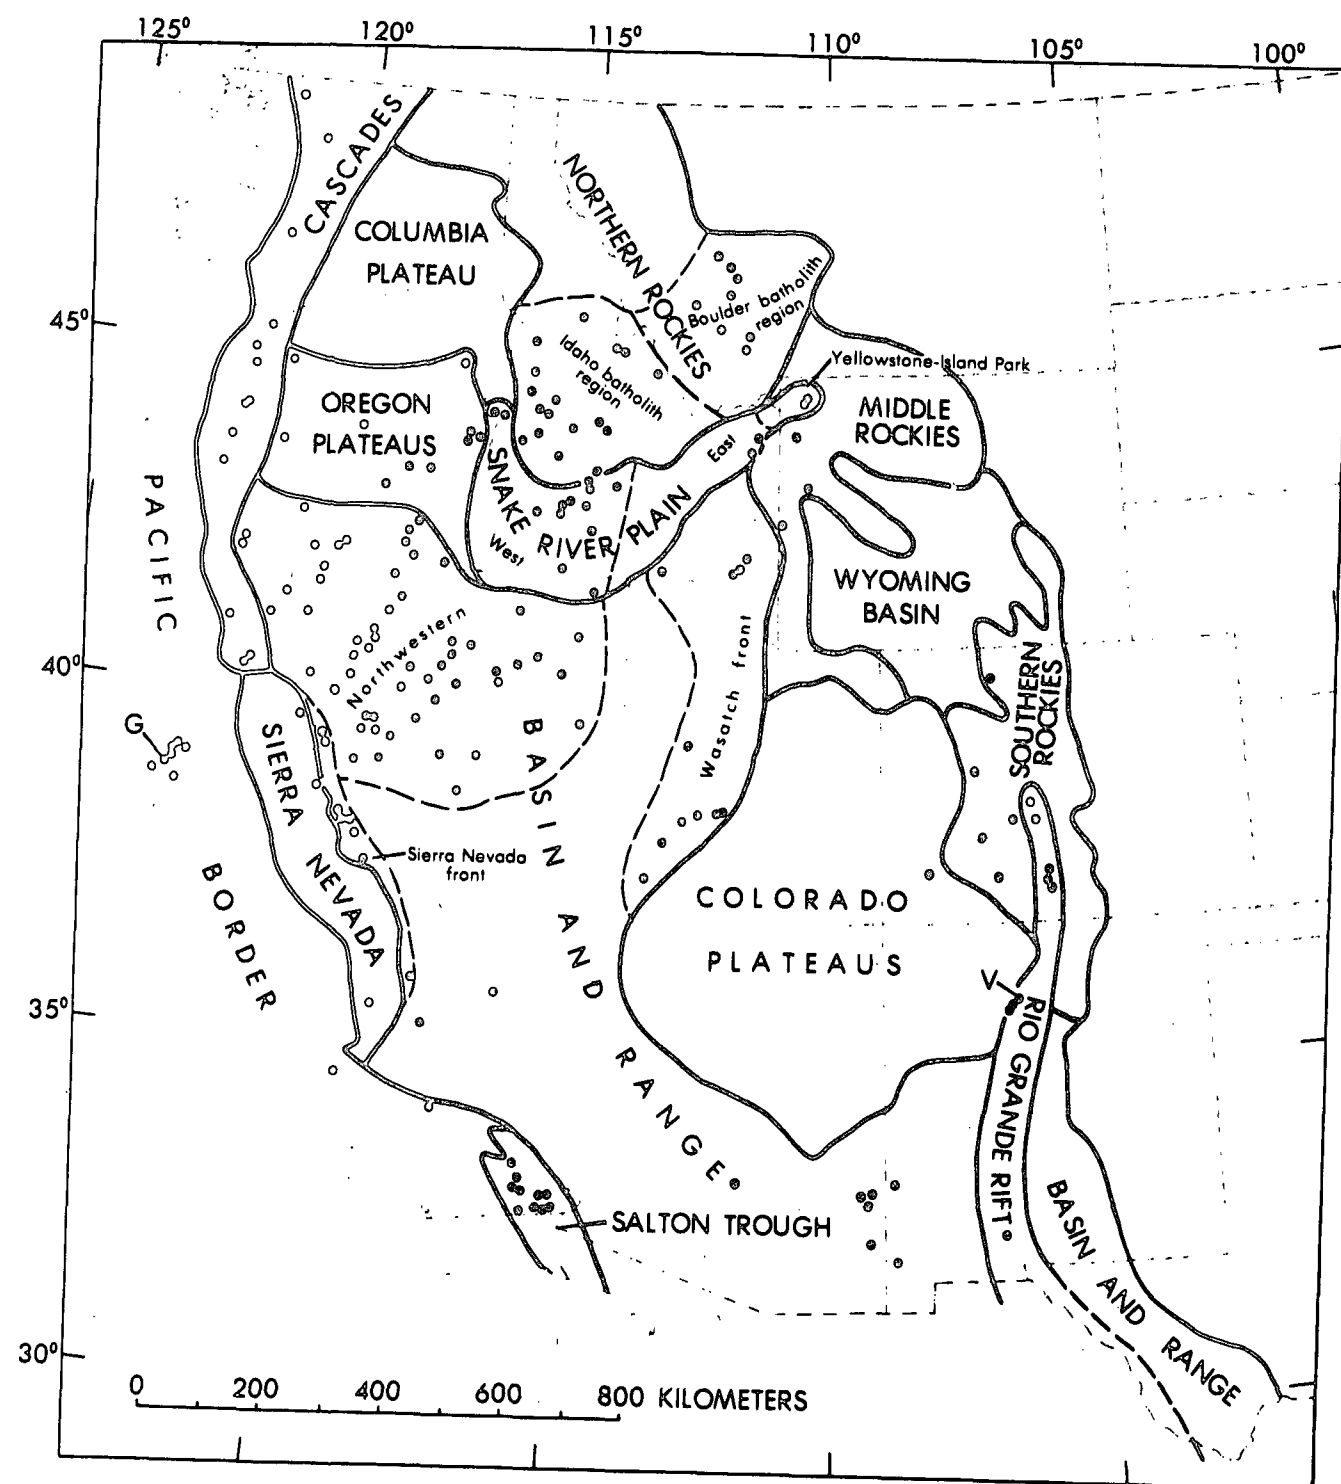 125° 120° 115° 110° 105° 100°
CASCADES
NORTHERN ROCKIES
COLUMBIA
PLATEAU
Boulder batholith
region
45°
Idaho batholith
region
Yellowstone-Island Park
OREGON
PLATEAUS
MIDDLE
ROCKIES
East
SNAKE RIVER PLAIN
West
PACIFIC
BORDER
WYOMING
BASIN
Northwestern
Wasatch front
40°
SOUTHERN
ROCKIES
G
SIERRA
NEVADA
BASIN AND RANGE
Sierra Nevada
front
COLORADO
PLATEAUS
V
35°
RIO GRANDE RIFT
SALTON TROUGH
BASIN AND RANGE
30°
0 200 400 600 800 KILOMETERS